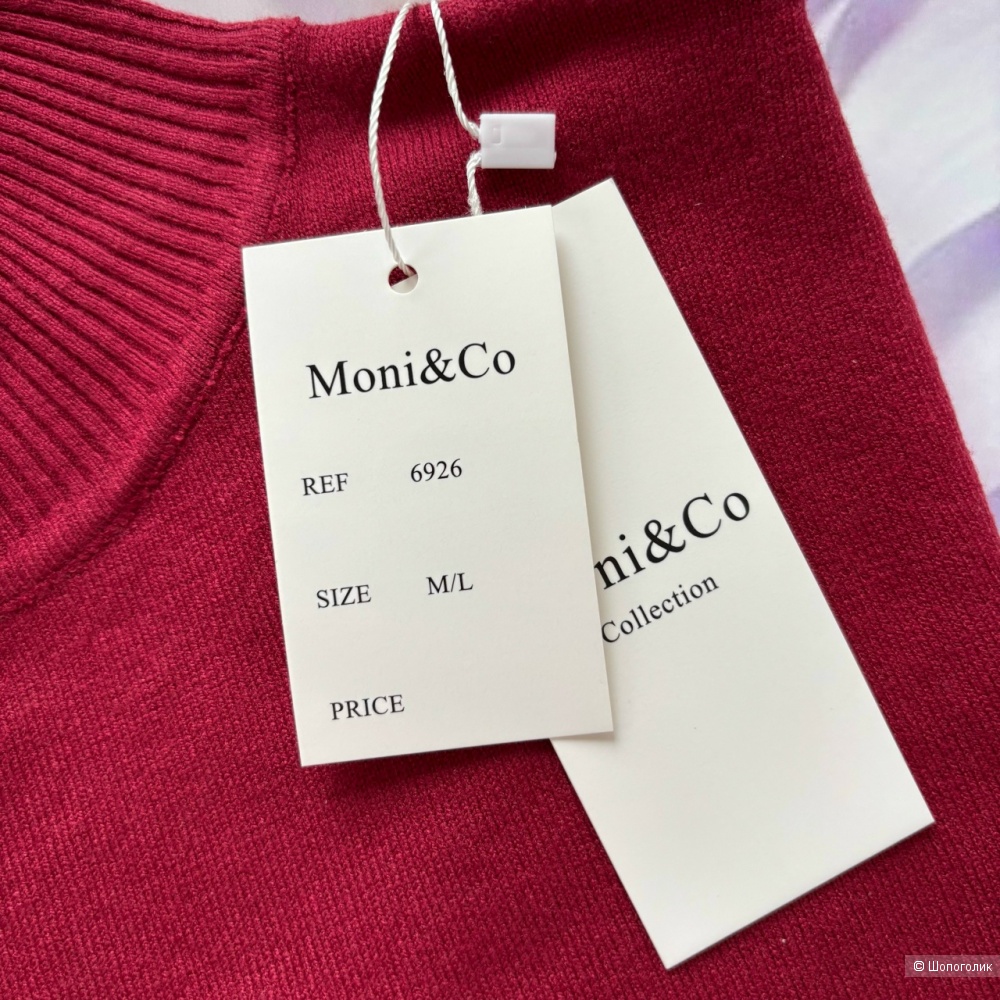 Moni&Co
REF 6926
SIZE M/L
PRICE
ni&Co
Collection
© Шопоголик